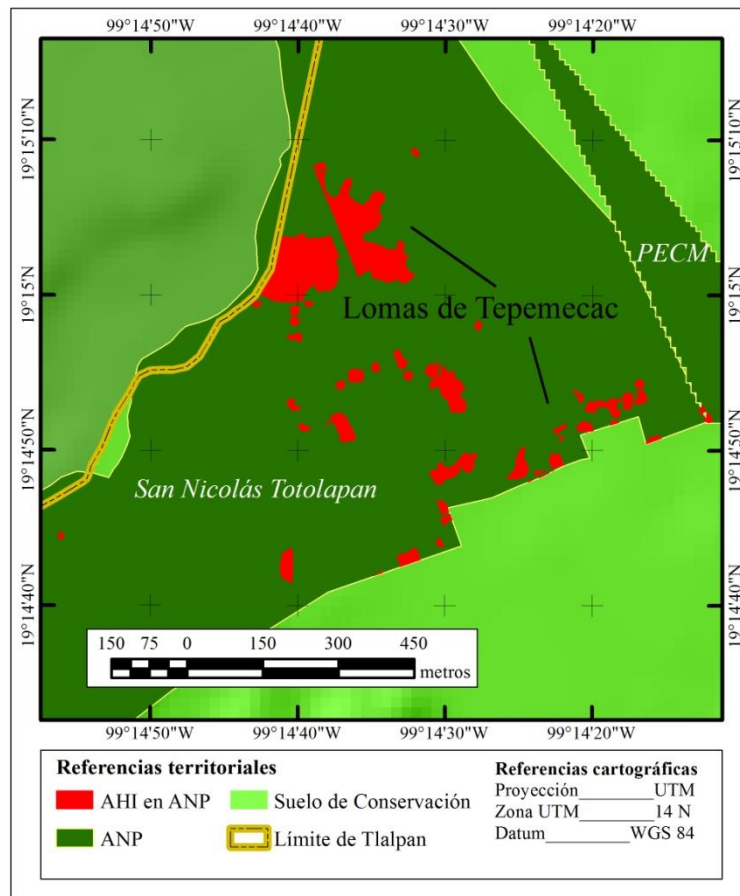 99°14'50"W 99°14'40"W 99°14'30"W 99°14'20"W
19°15'10"N 19°15'10"N
PECM
19°15'5"N 19°15'5"N
Lomas de Tepemecac
19°14'50"N 19°14'50"N
San Nicolás Totolapan
19°14'40"N 19°14'40"N
150 75 0 150 300 450
metros
99°14'50"W 99°14'40"W 99°14'30"W 99°14'20"W
Referencias territoriales
AHI en ANP Suelo de Conservación
ANP Límite de Tlalpan
Referencias cartográficas
Proyección________UTM
Zona UTM_______14 N
Datum_________WGS 84